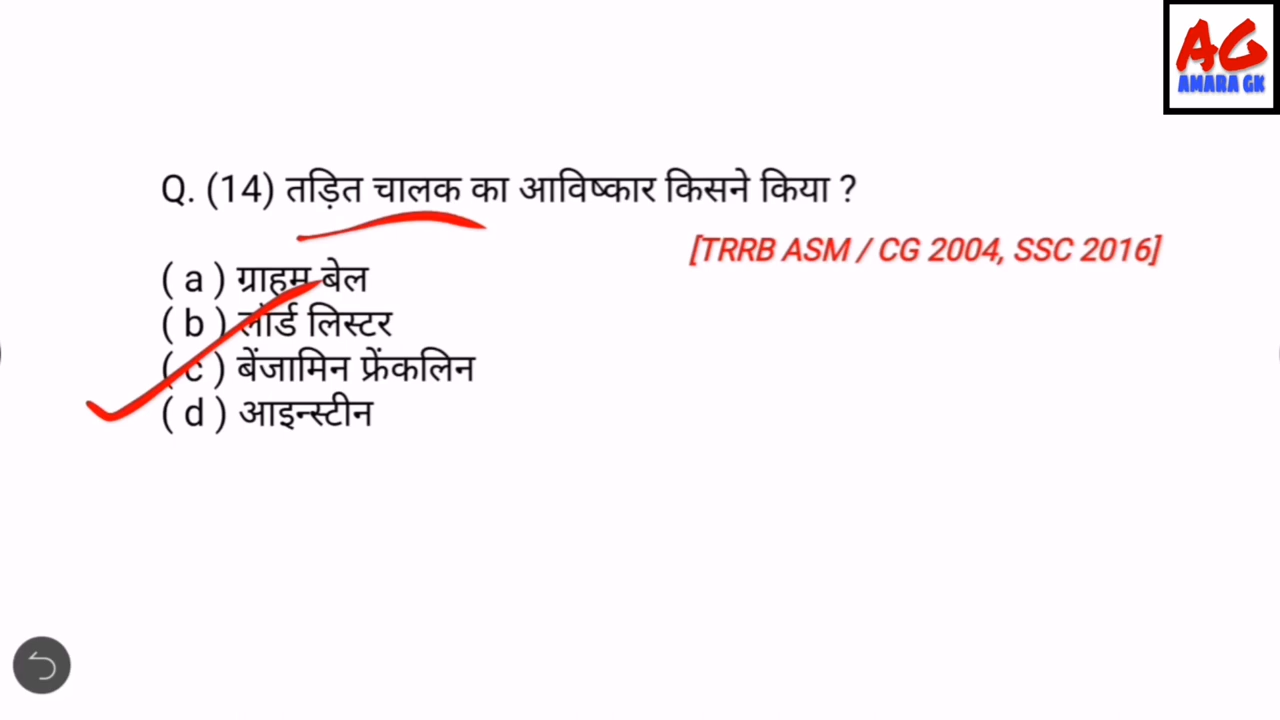 AG
AMARA GK
Q. (14) तड़ित चालक का आविष्कार किसने किया ?
[TRRB ASM / CG 2004, SSC 2016]
( a ) ग्राहम बेल
( b ) लॉर्ड लिस्टर
( c ) बेंजामिन फ्रेंकलिन
( d ) आइन्स्टीन